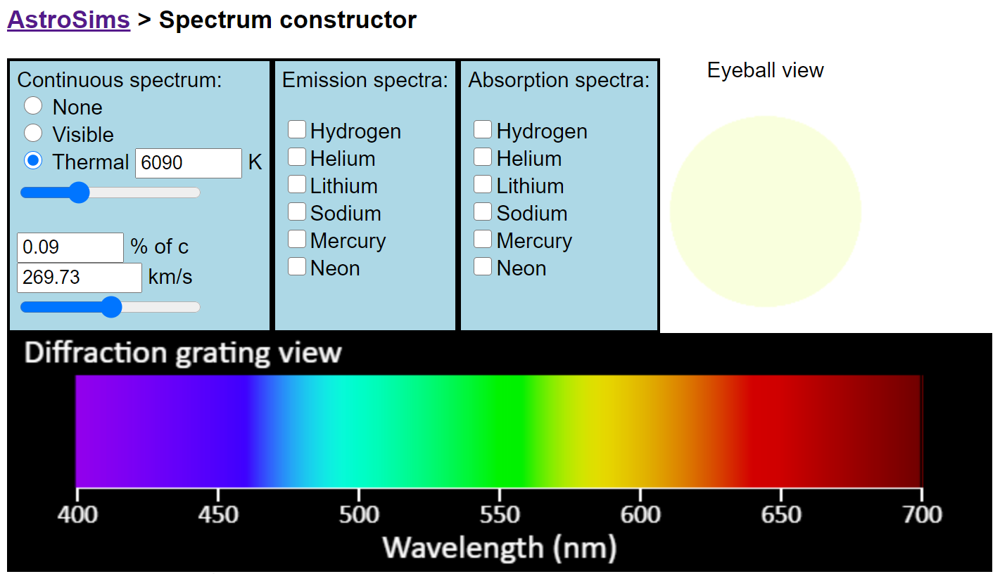 AstroSims > Spectrum constructor
Continuous spectrum:
None
Visible
Thermal 6090 K
0.09 % of c
269.73 km/s
Emission spectra:
Hydrogen
Helium
Lithium
Sodium
Mercury
Neon
Absorption spectra:
Hydrogen
Helium
Lithium
Sodium
Mercury
Neon
Eyeball view
Diffraction grating view
400 450 500 550 600 650 700
Wavelength (nm)